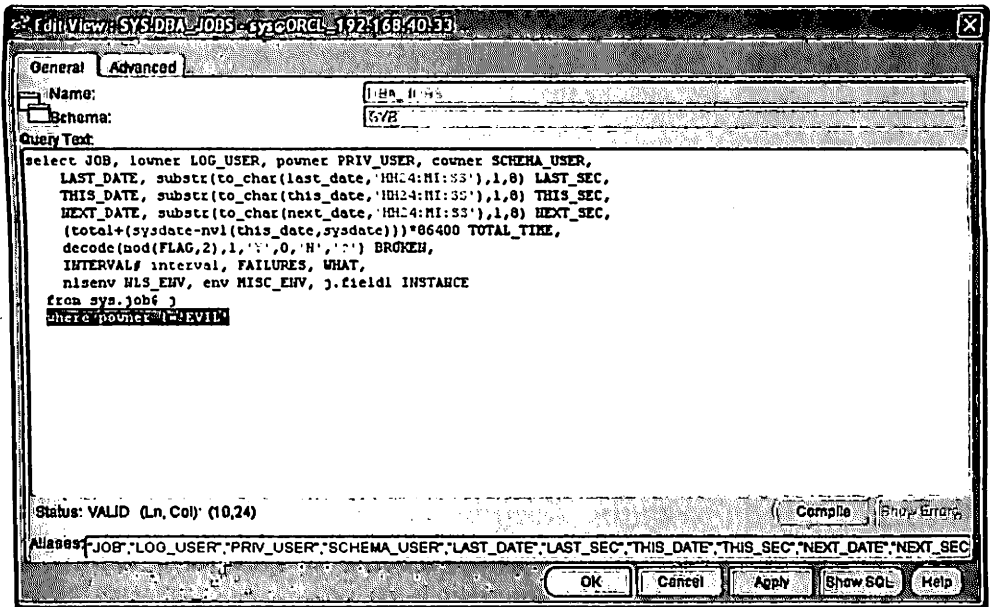 Edit View: SYS.DBA_JOBS - sys@ORCL_192.168.40.33
General Advanced
Name: DBA_JOBS
Schema: SYS
Query Text:
select JOB, lowner LOG_USER, powner PRIV_USER, cowner SCHEMA_USER,
LAST_DATE, substr(to_char(last_date,'HH24:MI:SS'),1,8) LAST_SEC,
THIS_DATE, substr(to_char(this_date,'HH24:MI:SS'),1,8) THIS_SEC,
NEXT_DATE, substr(to_char(next_date,'HH24:MI:SS'),1,8) NEXT_SEC,
(total+(sysdate-nvl(this_date,sysdate)))*86400 TOTAL_TIME,
decode(mod(FLAG,2),1,'Y',0,'N','?') BROKEN,
INTERVAL# interval, FAILURES, WHAT,
nlsenv NLS_ENV, env MISC_ENV, j.field1 INSTANCE
from sys.job$ j
where powner != 'EVIL'
Status: VALID (Ln, Col): (10,24)
Compile Show Errors
Aliases: "JOB","LOG_USER","PRIV_USER","SCHEMA_USER","LAST_DATE","LAST_SEC","THIS_DATE","THIS_SEC","NEXT_DATE","NEXT_SEC
OK Cancel Apply Show SQL Help